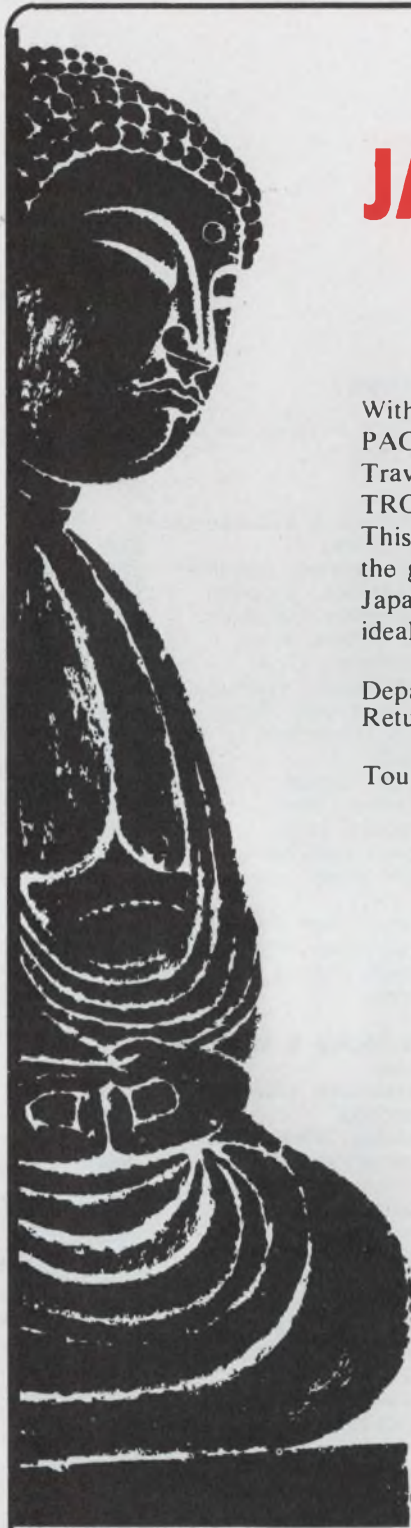 JA
With
PAC
Trav
TRO
This
the g
Japa
ideal
Depa
Retu
Tou